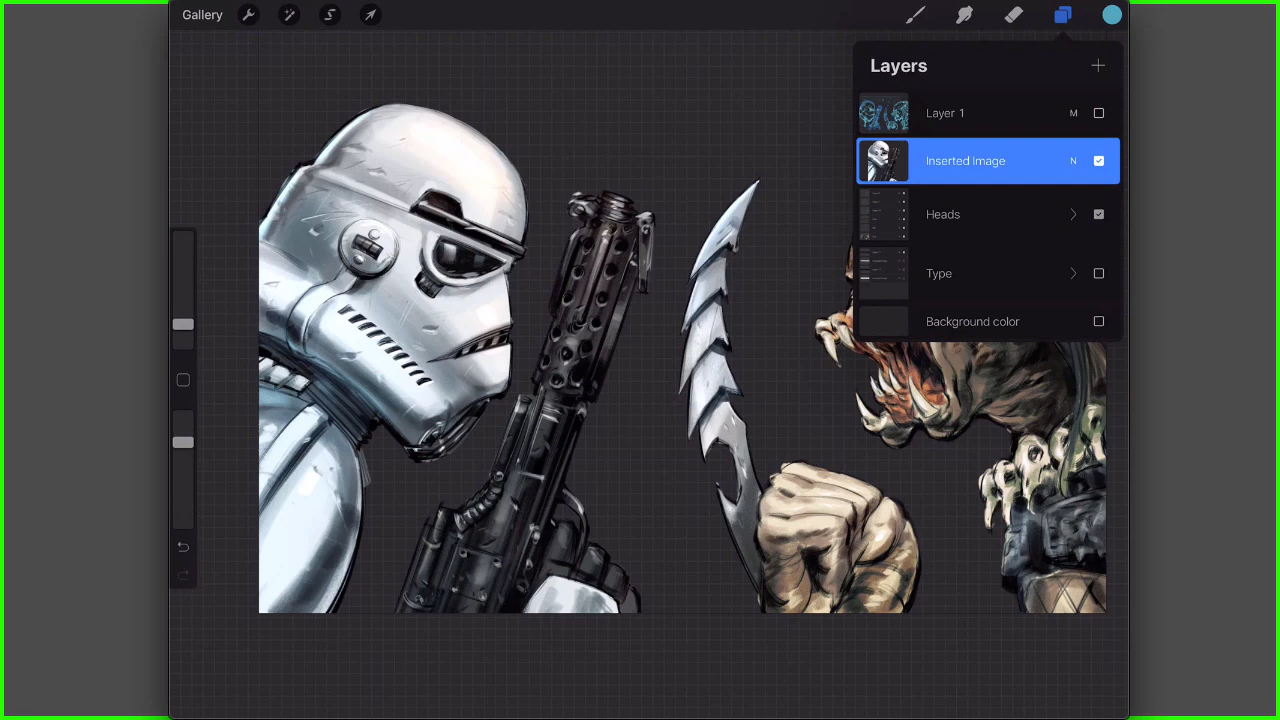 Gallery
Layers
Layer 1 M
Inserted Image N
Heads
Type
Background color